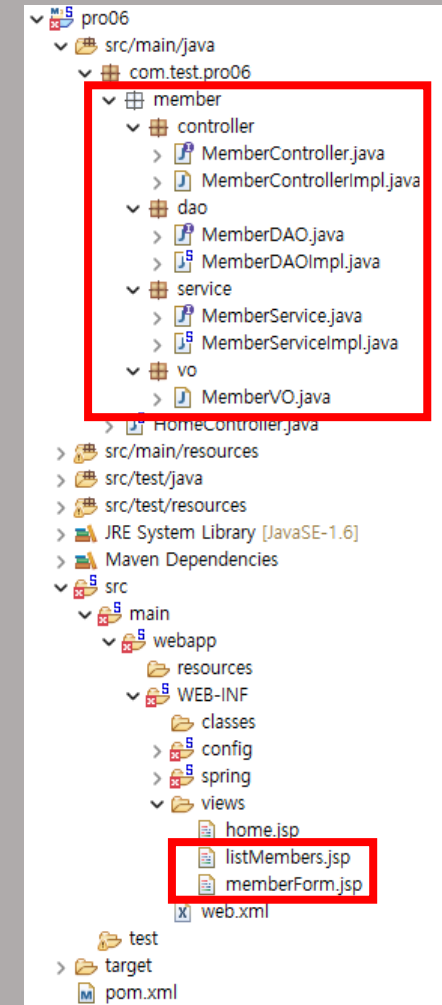 pro06
src/main/java
com.test.pro06
member
controller
MemberController.java
MemberControllerImpl.java
dao
MemberDAO.java
MemberDAOImpl.java
service
MemberService.java
MemberServiceImpl.java
vo
MemberVO.java
HomeController.java
src/main/resources
src/test/java
src/test/resources
JRE System Library [JavaSE-1.6]
Maven Dependencies
src
main
webapp
resources
WEB-INF
classes
config
spring
views
home.jsp
listMembers.jsp
memberForm.jsp
web.xml
test
target
pom.xml